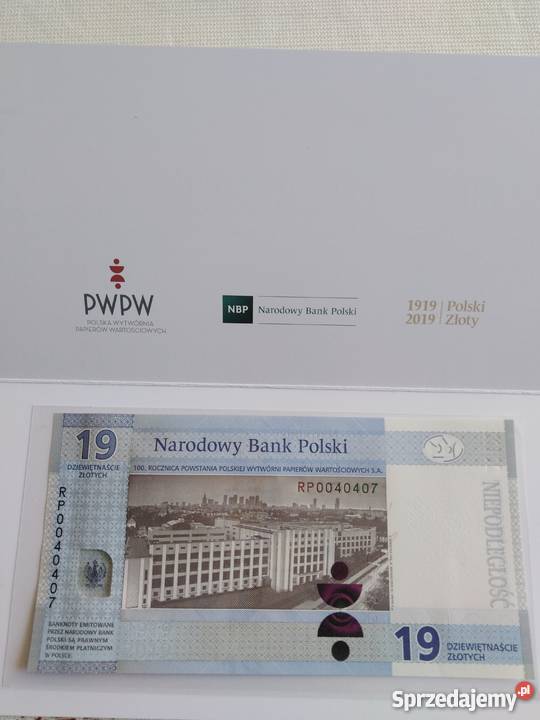 PWPW
POLSKA WYTWÓRNIA
PAPIERÓW WARTOŚCIOWYCH
NBP Narodowy Bank Polski
1919 Polski
2019 Złoty
19
DZIEWIĘTNAŚCIE
ZŁOTYCH
Narodowy Bank Polski
100. ROCZNICA POWSTANIA POLSKIEJ WYTWÓRNI PAPIERÓW WARTOŚCIOWYCH S.A.
RP0040407
RP0040407
NIEPODLEGŁOŚĆ
BANKNOTY EMITOWANE
PRZEZ NARODOWY BANK
POLSKI SĄ PRAWNYM
ŚRODKIEM PŁATNICZYM
W POLSCE.
19 DZIEWIĘTNAŚCIE
ZŁOTYCH
Sprzedajemy.pl